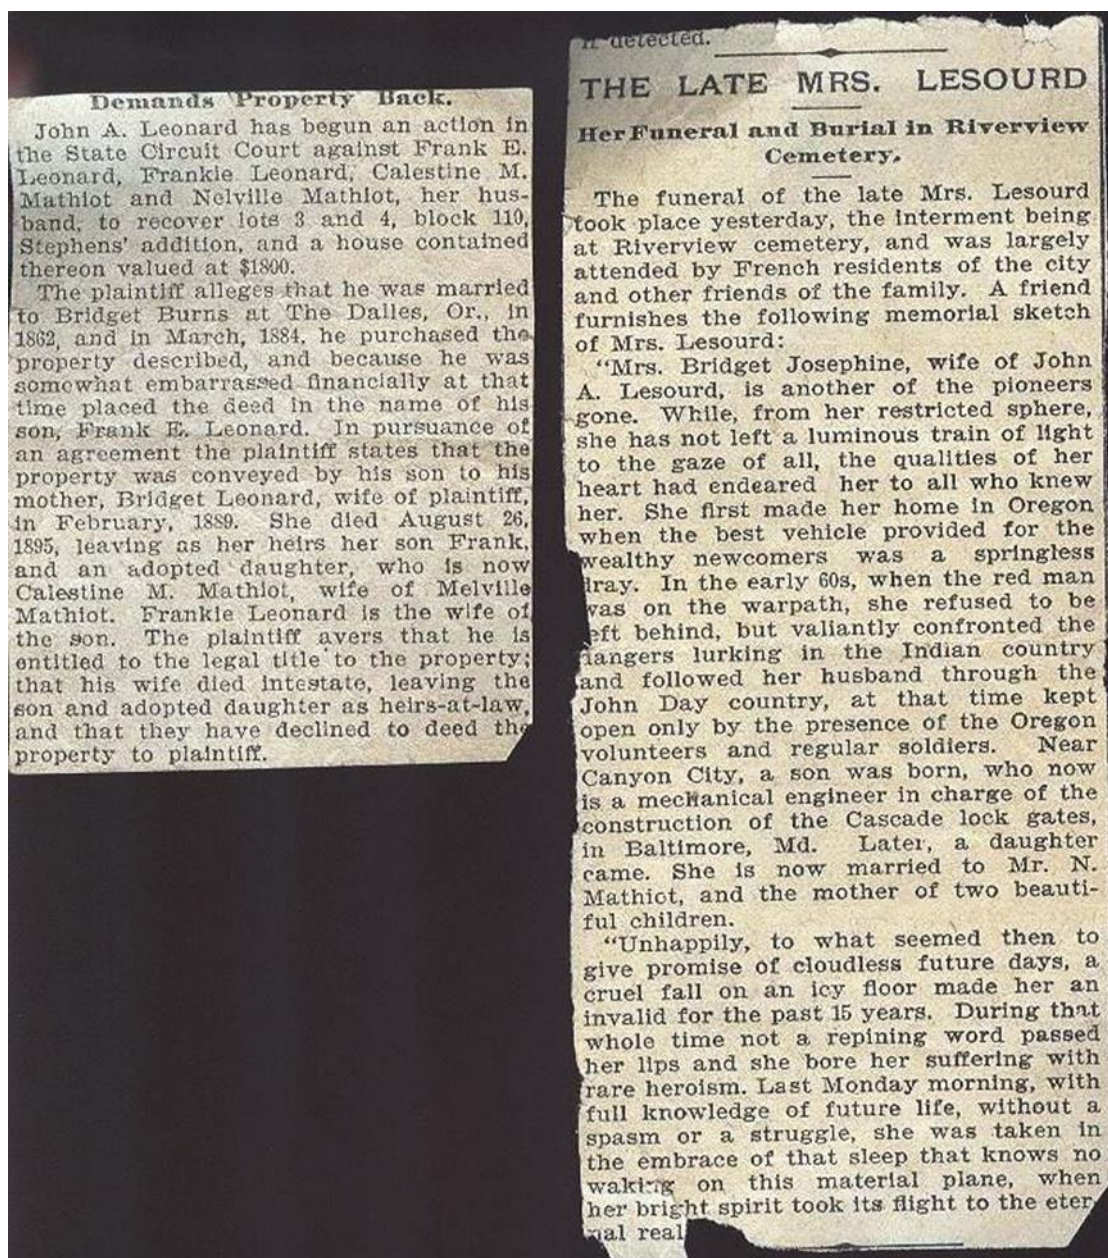 Demands Property Back.
John A. Leonard has begun an action in
the State Circuit Court against Frank E.
Leonard, Frankie Leonard, Calestine M.
Mathiot and Nelville Mathiot, her hus-
band, to recover lots 3 and 4, block 110,
Stephens' addition, and a house contained
thereon valued at $1800.
The plaintiff alleges that he was married
to Bridget Burns at The Dalles, Or., in
1862, and in March, 1884, he purchased the
property described, and because he was
somewhat embarrassed financially at that
time placed the deed in the name of his
son, Frank E. Leonard. In pursuance of
an agreement the plaintiff states that the
property was conveyed by his son to his
mother, Bridget Leonard, wife of plaintiff,
in February, 1889. She died August 26,
1895, leaving as her heirs her son Frank,
and an adopted daughter, who is now
Calestine M. Mathiot, wife of Melville
Mathiot. Frankie Leonard is the wife of
the son. The plaintiff avers that he is
entitled to the legal title to the property;
that his wife died intestate, leaving the
son and adopted daughter as heirs-at-law,
and that they have declined to deed the
property to plaintiff.
detected.
THE LATE MRS. LESOURD
Her Funeral and Burial in Riverview
Cemetery.
The funeral of the late Mrs. Lesourd
took place yesterday, the interment being
at Riverview cemetery, and was largely
attended by French residents of the city
and other friends of the family. A friend
furnishes the following memorial sketch
of Mrs. Lesourd:
"Mrs. Bridget Josephine, wife of John
A. Lesourd, is another of the pioneers
gone. While, from her restricted sphere,
she has not left a luminous train of light
to the gaze of all, the qualities of her
heart had endeared her to all who knew
her. She first made her home in Oregon
when the best vehicle provided for the
wealthy newcomers was a springless
dray. In the early 60s, when the red man
was on the warpath, she refused to be
left behind, but valiantly confronted the
dangers lurking in the Indian country
and followed her husband through the
John Day country, at that time kept
open only by the presence of the Oregon
volunteers and regular soldiers. Near
Canyon City, a son was born, who now
is a mechanical engineer in charge of the
construction of the Cascade lock gates,
in Baltimore, Md. Later, a daughter
came. She is now married to Mr. N.
Mathiot, and the mother of two beauti-
ful children.
"Unhappily, to what seemed then to
give promise of cloudless future days, a
cruel fall on an icy floor made her an
invalid for the past 15 years. During that
whole time not a repining word passed
her lips and she bore her suffering with
rare heroism. Last Monday morning, with
full knowledge of future life, without a
spasm or a struggle, she was taken in
the embrace of that sleep that knows no
waking on this material plane, when
her bright spirit took its flight to the eter-
nal real